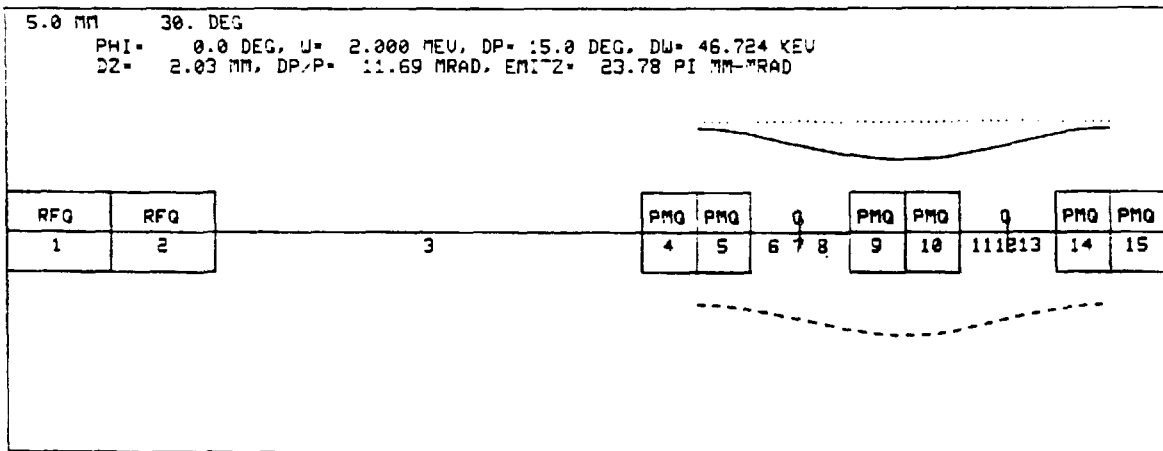 5.0 MM 30. DEG
PHI= 0.0 DEG, W= 2.000 MEV, DP= 15.0 DEG, DW= 46.724 KEV
DZ= 2.03 MM, DP/P= 11.69 MRAD, EMITZ= 23.78 PI MM-MRAD
RFQ RFQ PMQ PMQ Q PMQ PMQ Q PMQ PMQ
1 2 3 4 5 6 7 8 9 10 11 12 13 14 15